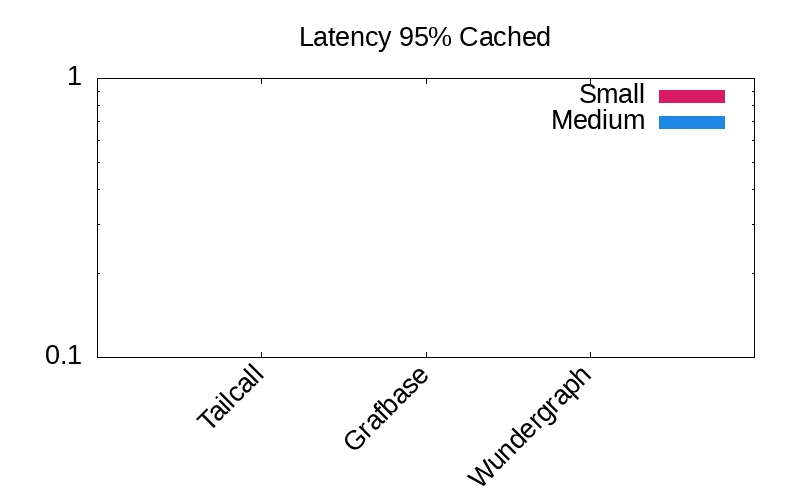 Latency 95% Cached
1
Small
Medium
0.1
Tailcall
Grafbase
Wundergraph